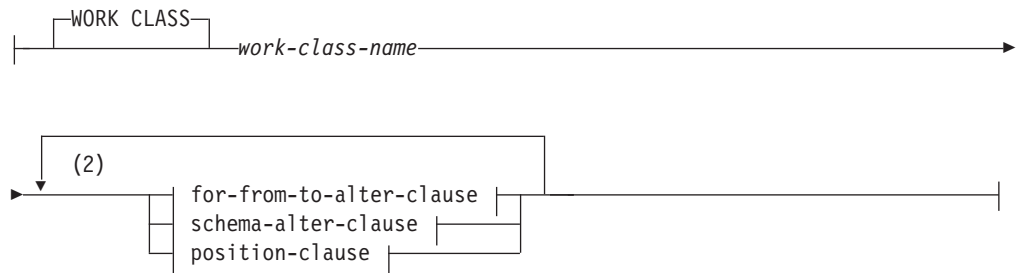 WORK CLASS
work-class-name
(2)
for-from-to-alter-clause
schema-alter-clause
position-clause